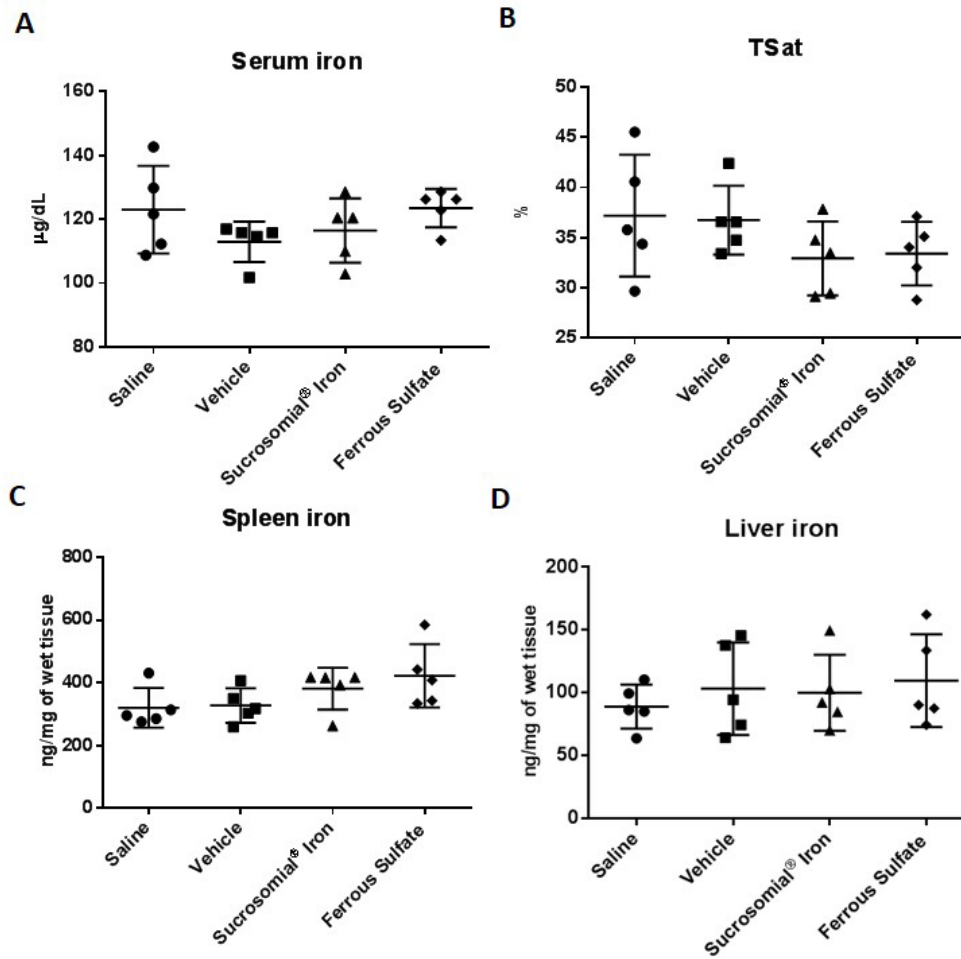 A
Serum iron
160
140
120
100
80
µg/dL
Saline
Vehicle
Sucrosomial® Iron
Ferrous Sulfate
B
TSat
50
45
40
35
30
25
%
Saline
Vehicle
Sucrosomial® Iron
Ferrous Sulfate
C
Spleen iron
800
600
400
200
0
ng/mg of wet tissue
Saline
Vehicle
Sucrosomial® Iron
Ferrous Sulfate
D
Liver iron
200
150
100
50
0
ng/mg of wet tissue
Saline
Vehicle
Sucrosomial® Iron
Ferrous Sulfate